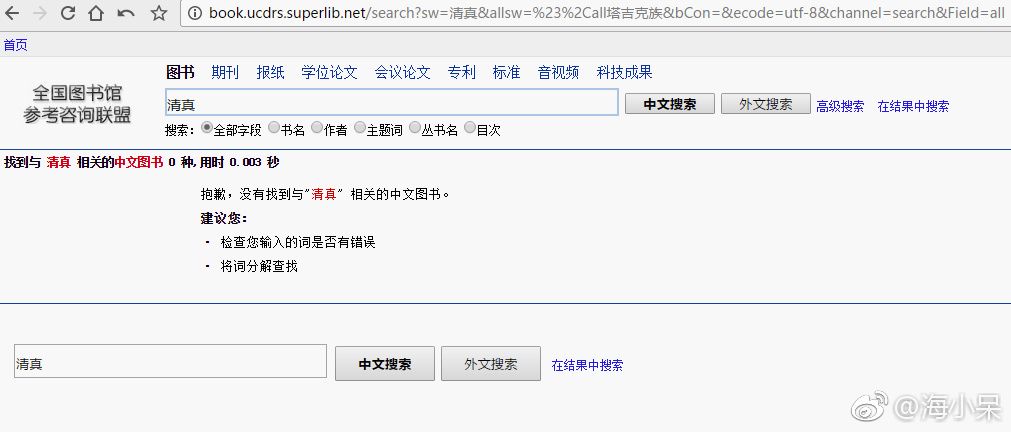 book.ucdrs.superlib.net/search?sw=清真&allsw=%23%2Call塔吉克族&bCon=&ecode=utf-8&channel=search&Field=all
首页
图书 期刊 报纸 学位论文 会议论文 专利 标准 音视频 科技成果
全国图书馆
参考咨询联盟
清真 中文搜索 外文搜索 高级搜索 在结果中搜索
搜索: 全部字段 书名 作者 主题词 丛书名 目次
找到与 清真 相关的中文图书 0 种,用时 0.003 秒
抱歉，没有找到与"清真" 相关的中文图书。
建议您:
· 检查您输入的词是否有错误
· 将词分解查找
清真 中文搜索 外文搜索 在结果中搜索
@海小呆